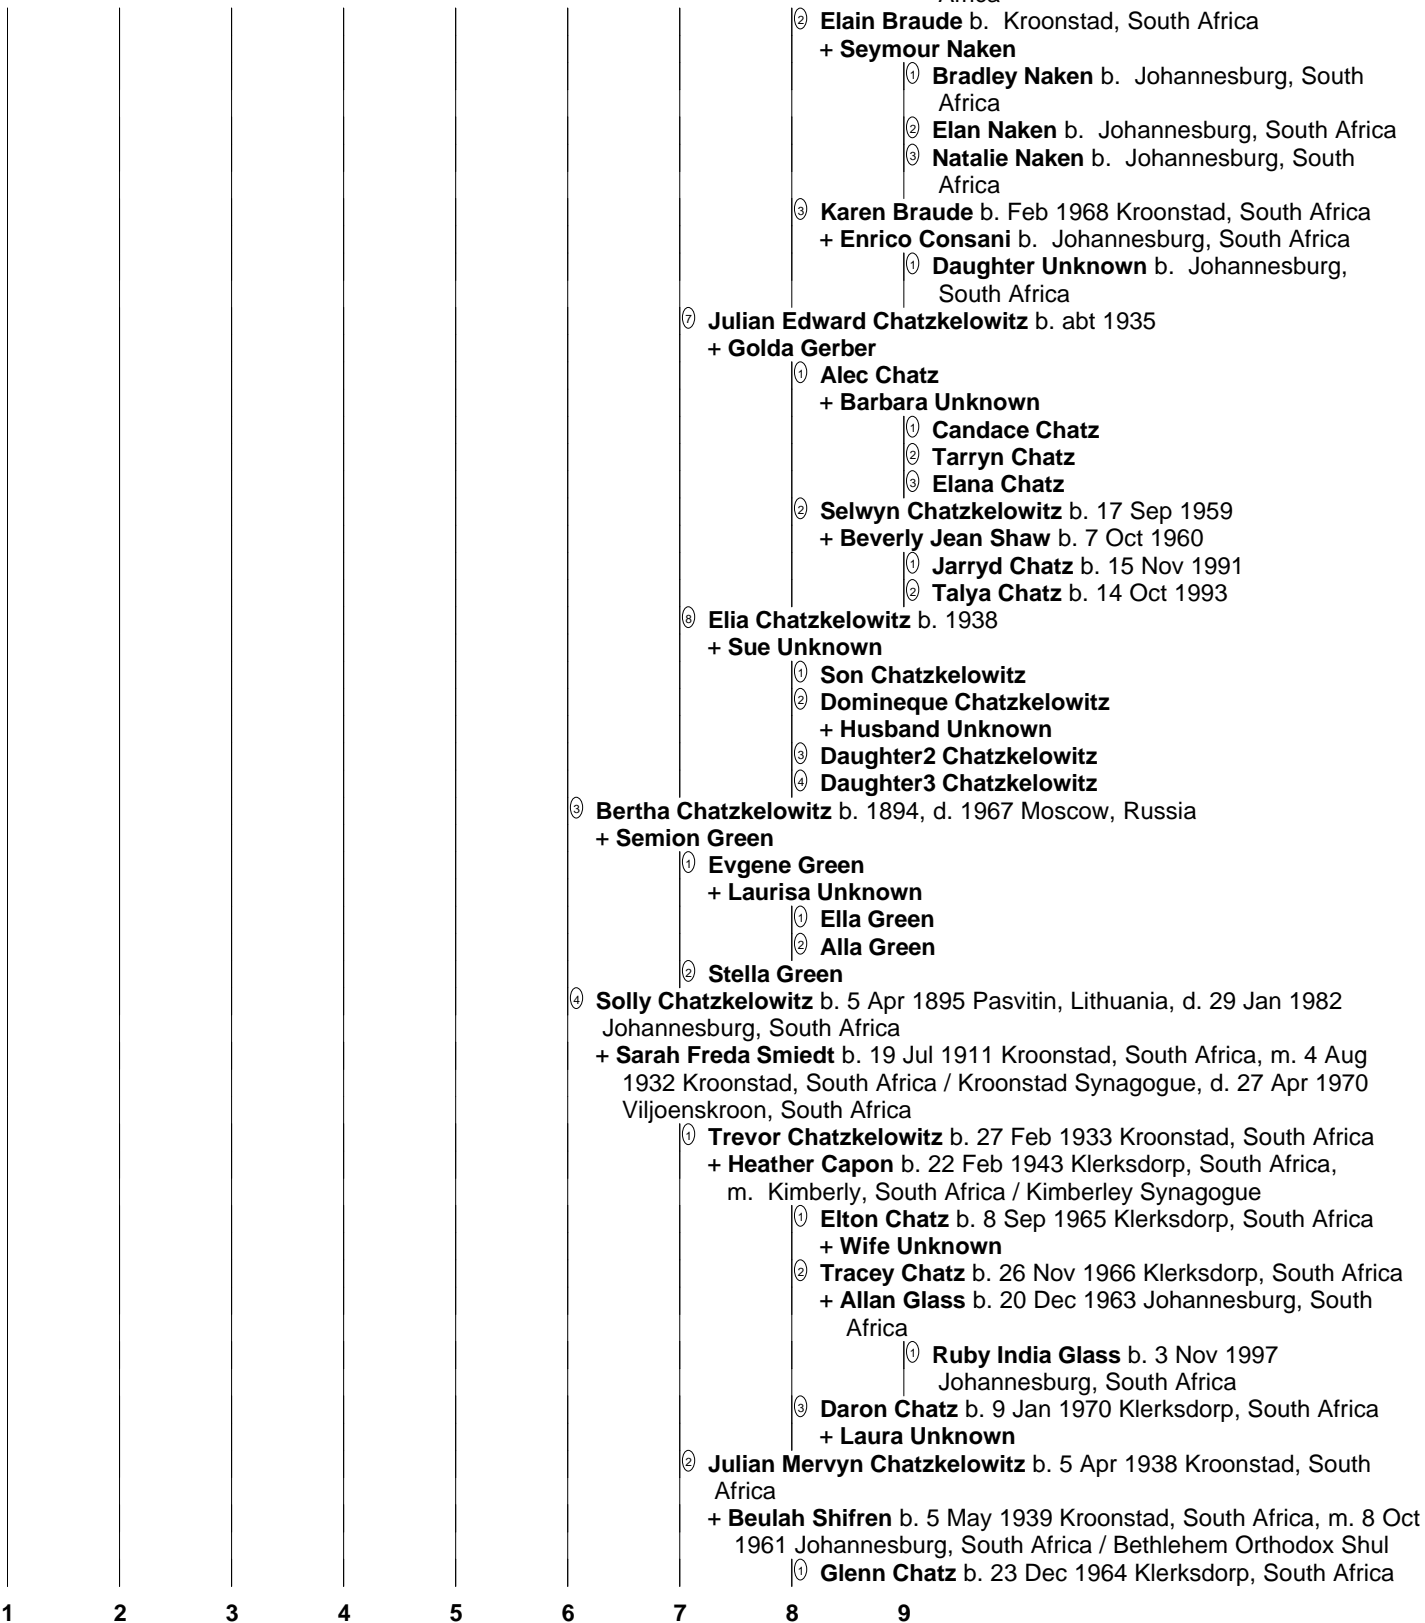 Africa
② Elain Braude b. Kroonstad, South Africa
+ Seymour Naken
① Bradley Naken b. Johannesburg, South
Africa
② Elan Naken b. Johannesburg, South Africa
③ Natalie Naken b. Johannesburg, South
Africa
③ Karen Braude b. Feb 1968 Kroonstad, South Africa
+ Enrico Consani b. Johannesburg, South Africa
① Daughter Unknown b. Johannesburg,
South Africa
⑦ Julian Edward Chatzkelowitz b. abt 1935
+ Golda Gerber
① Alec Chatz
+ Barbara Unknown
① Candace Chatz
② Tarryn Chatz
③ Elana Chatz
② Selwyn Chatzkelowitz b. 17 Sep 1959
+ Beverly Jean Shaw b. 7 Oct 1960
① Jarryd Chatz b. 15 Nov 1991
② Talya Chatz b. 14 Oct 1993
⑧ Elia Chatzkelowitz b. 1938
+ Sue Unknown
① Son Chatzkelowitz
② Domineque Chatzkelowitz
+ Husband Unknown
③ Daughter2 Chatzkelowitz
④ Daughter3 Chatzkelowitz
③ Bertha Chatzkelowitz b. 1894, d. 1967 Moscow, Russia
+ Semion Green
① Evgene Green
+ Laurisa Unknown
① Ella Green
② Alla Green
② Stella Green
④ Solly Chatzkelowitz b. 5 Apr 1895 Pasvitin, Lithuania, d. 29 Jan 1982
Johannesburg, South Africa
+ Sarah Freda Smiedt b. 19 Jul 1911 Kroonstad, South Africa, m. 4 Aug
1932 Kroonstad, South Africa / Kroonstad Synagogue, d. 27 Apr 1970
Viljoenskroon, South Africa
① Trevor Chatzkelowitz b. 27 Feb 1933 Kroonstad, South Africa
+ Heather Capon b. 22 Feb 1943 Klerksdorp, South Africa,
m. Kimberly, South Africa / Kimberley Synagogue
① Elton Chatz b. 8 Sep 1965 Klerksdorp, South Africa
+ Wife Unknown
② Tracey Chatz b. 26 Nov 1966 Klerksdorp, South Africa
+ Allan Glass b. 20 Dec 1963 Johannesburg, South
Africa
① Ruby India Glass b. 3 Nov 1997
Johannesburg, South Africa
③ Daron Chatz b. 9 Jan 1970 Klerksdorp, South Africa
+ Laura Unknown
② Julian Mervyn Chatzkelowitz b. 5 Apr 1938 Kroonstad, South
Africa
+ Beulah Shifren b. 5 May 1939 Kroonstad, South Africa, m. 8 Oct
1961 Johannesburg, South Africa / Bethlehem Orthodox Shul
① Glenn Chatz b. 23 Dec 1964 Klerksdorp, South Africa
1 2 3 4 5 6 7 8 9